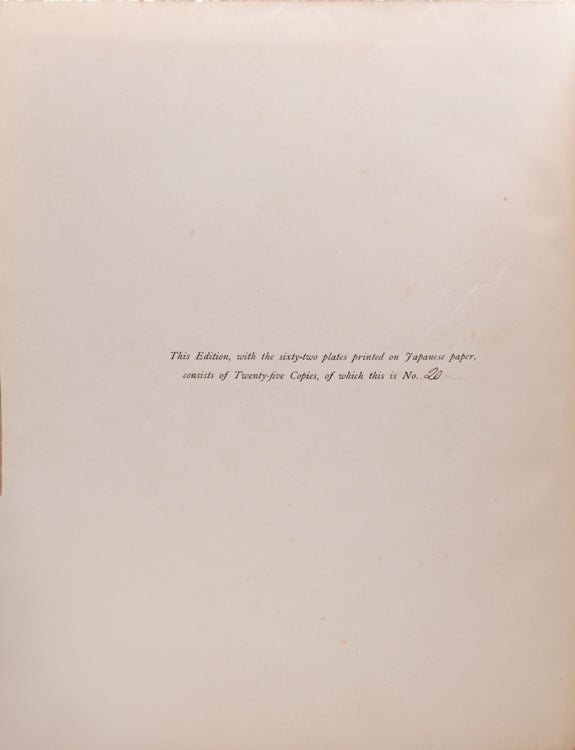 This Edition, with the sixty-two plates printed on Japanese paper,
consists of Twenty-five Copies, of which this is No. 20